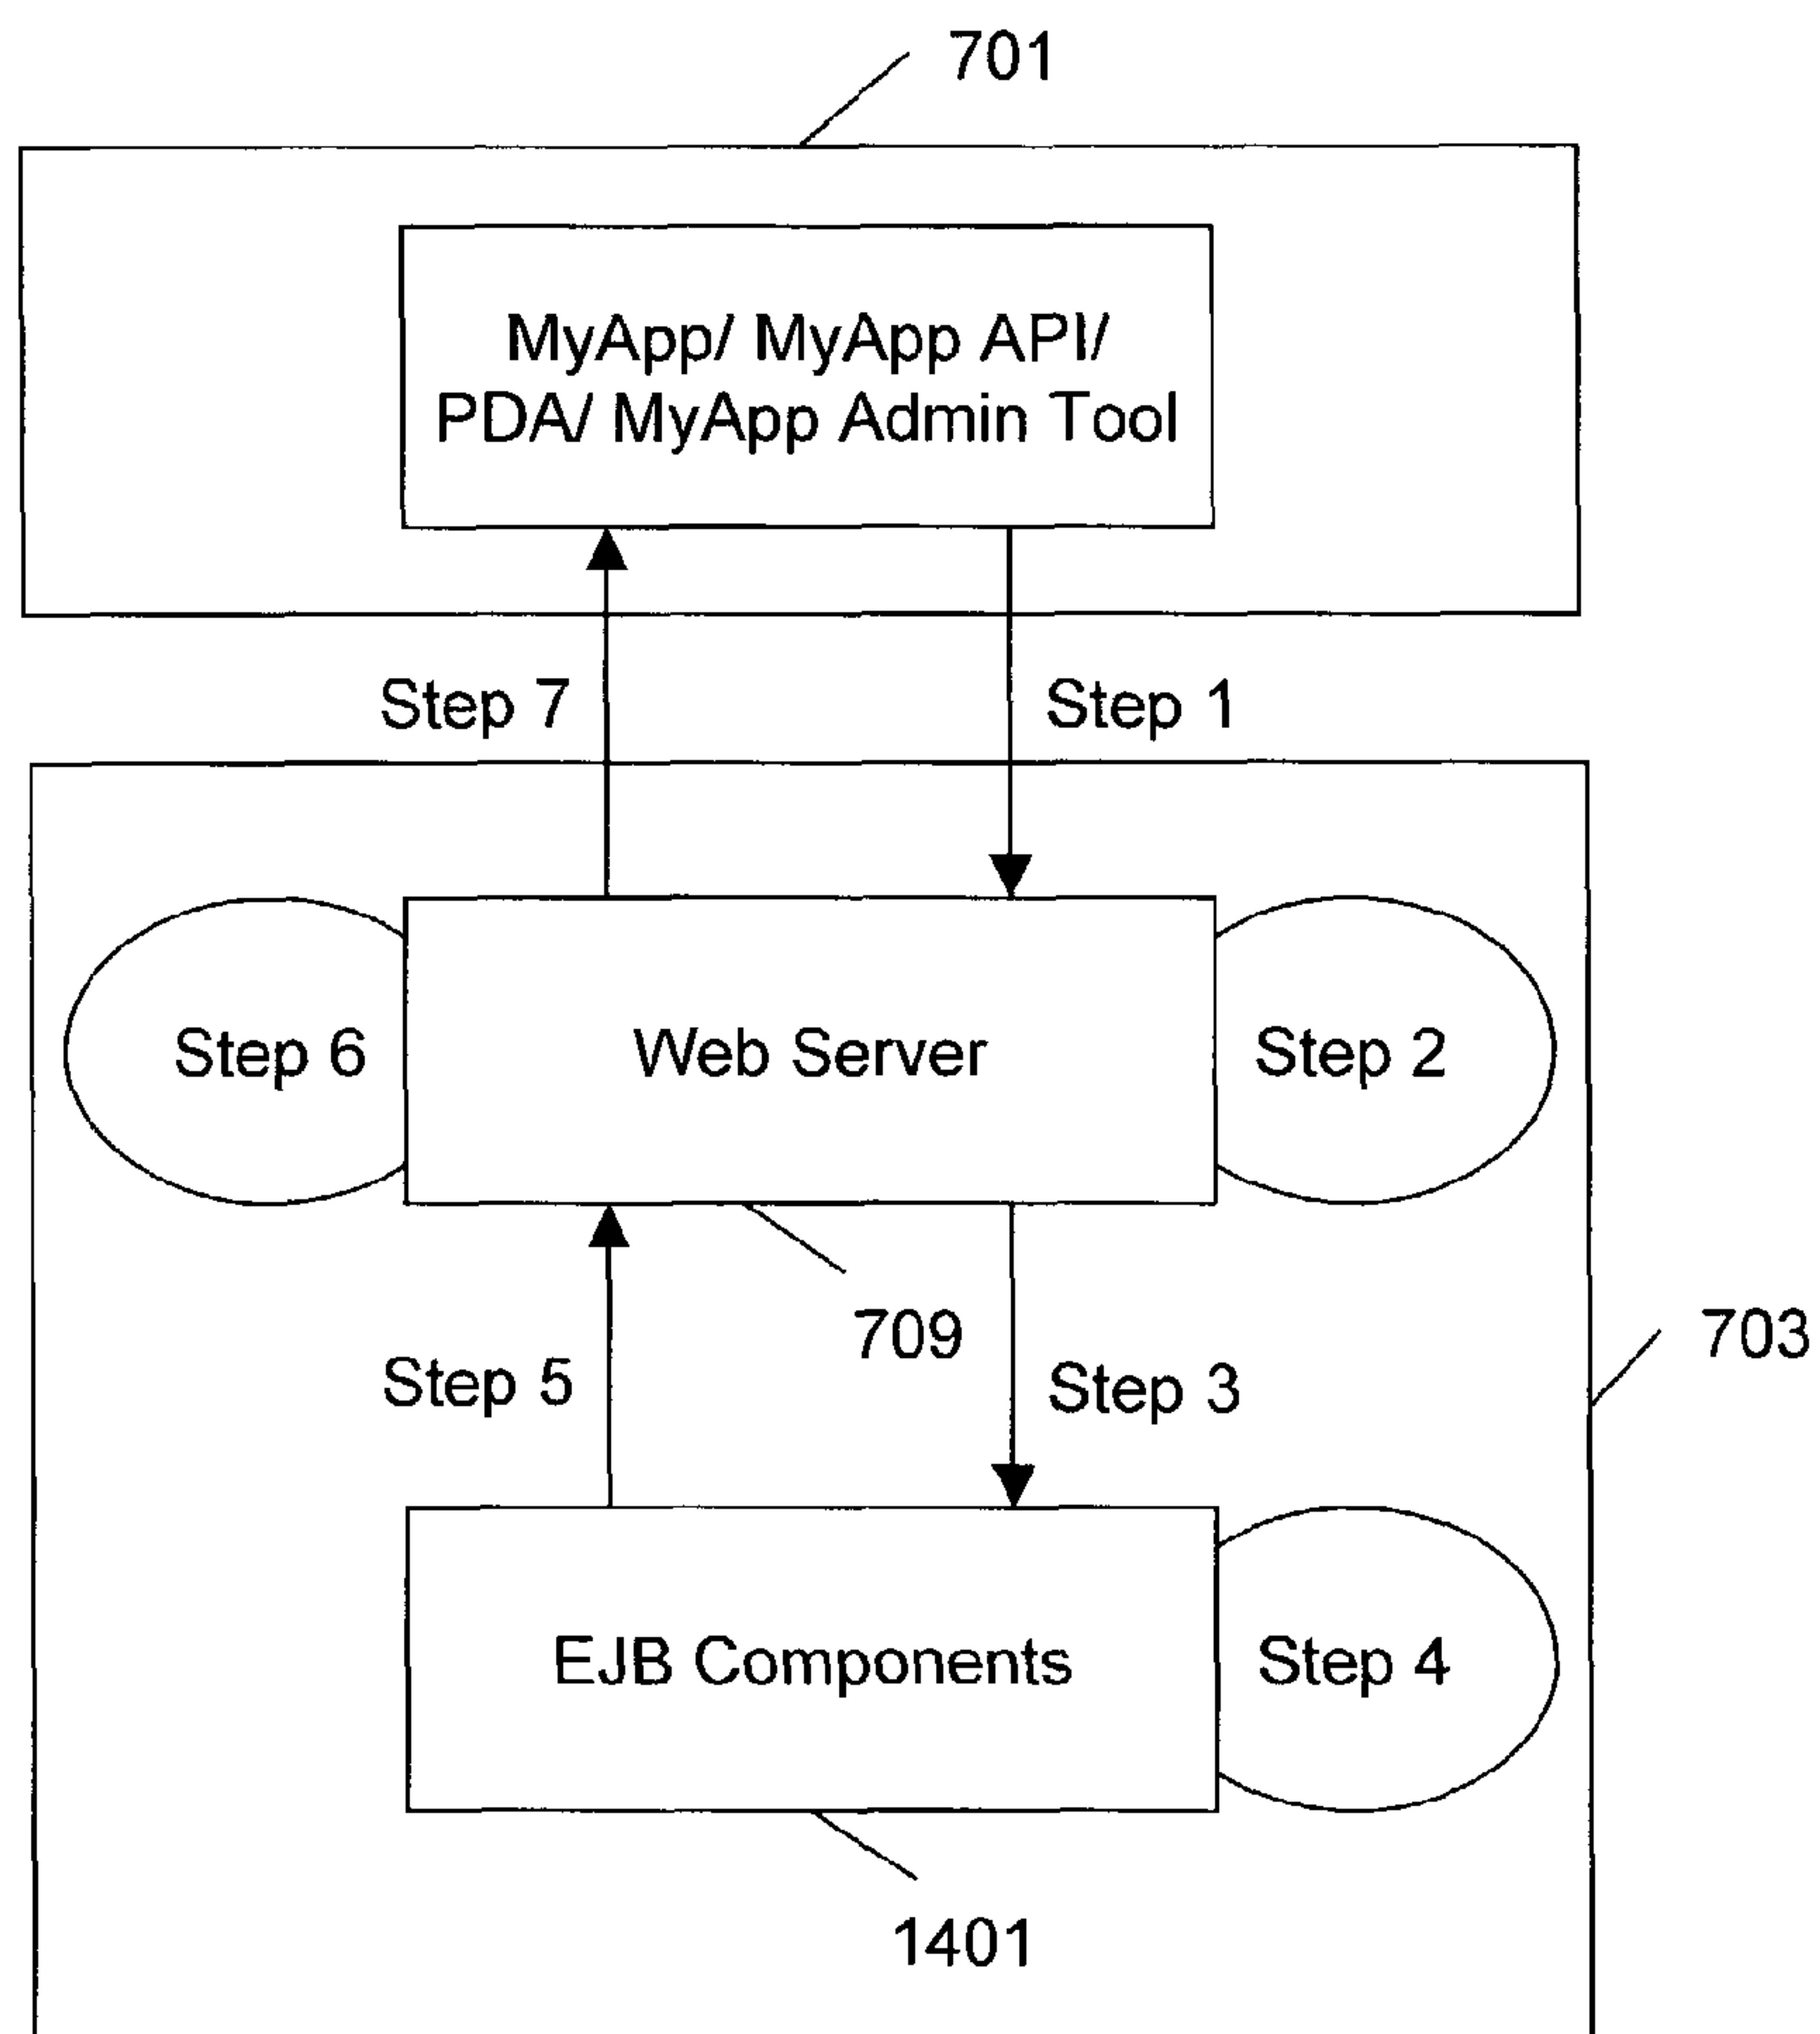 701
MyApp/ MyApp API/
PDA/ MyApp Admin Tool
Step 7
Step 1
Step 6
Web Server
Step 2
709
703
Step 5
Step 3
EJB Components
Step 4
1401